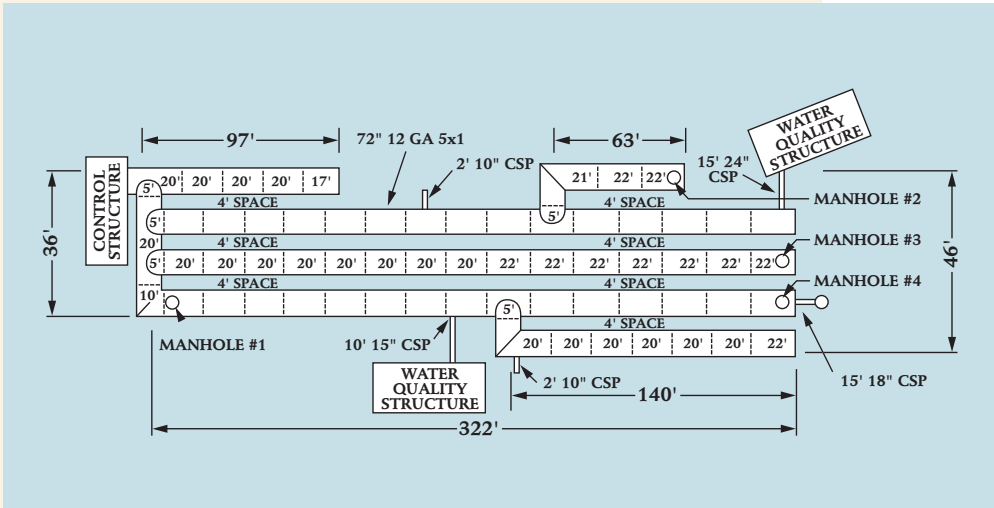 97'
72" 12 GA 5x1
2' 10" CSP
63'
15' 24"
CSP
WATER
QUALITY
STRUCTURE
CONTROL
STRUCTURE
36'
5' 20' 20' 20' 20' 17'
21' 22' 22'
MANHOLE #2
4' SPACE 4' SPACE
5' 5'
20' 4' SPACE 4' SPACE
MANHOLE #3
46'
5' 20' 20' 20' 20' 20' 20' 20' 20' 22' 22' 22' 22' 22' 22' 22'
4' SPACE 4' SPACE
MANHOLE #4
10' 5'
4' SPACE
MANHOLE #1
10' 15" CSP
20' 20' 20' 20' 20' 20' 22'
WATER
QUALITY
STRUCTURE
2' 10" CSP
15' 18" CSP
140'
322'